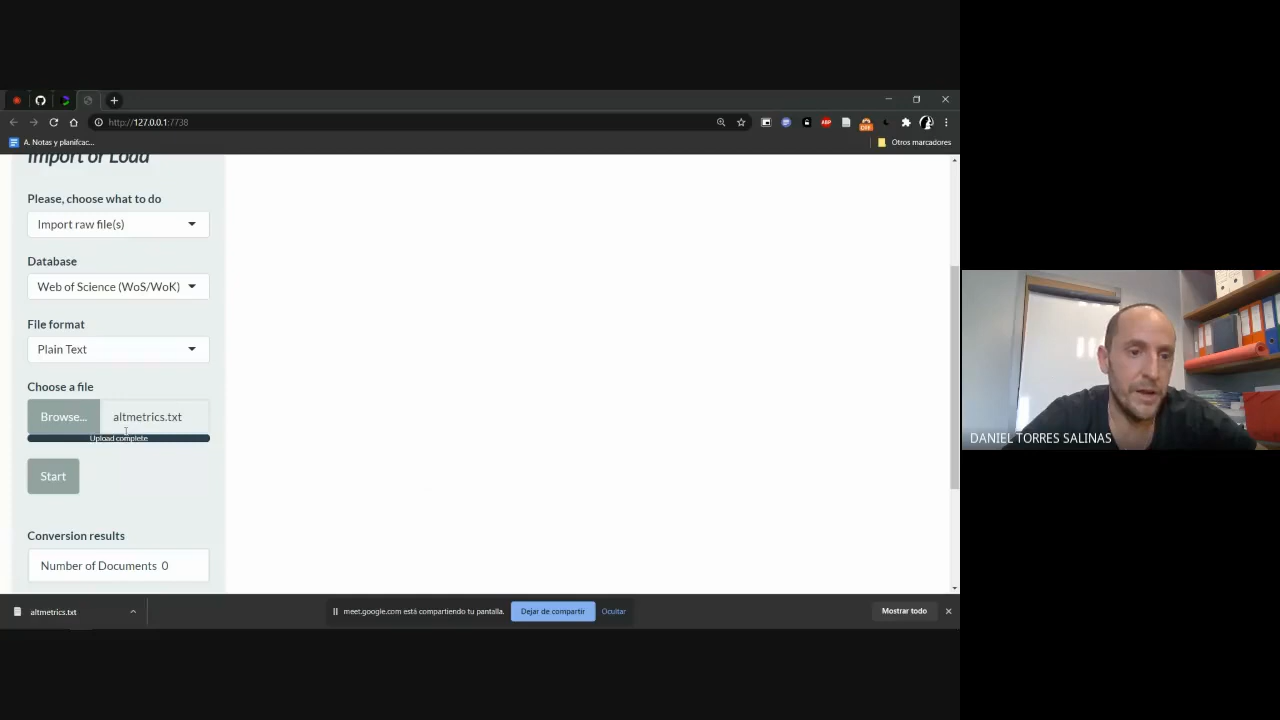 http://127.0.0.1:7738
ABP
OFF
A. Notas y planifcac...
Otros marcadores
Import or Load
Please, choose what to do
Import raw file(s)
Database
Web of Science (WoS/WoK)
File format
Plain Text
Choose a file
Browse...
altmetrics.txt
Upload complete
Start
Conversion results
Number of Documents 0
DANIEL TORRES SALINAS
altmetrics.txt
meet.google.com está compartiendo tu pantalla.
Dejar de compartir
Ocultar
Mostrar todo